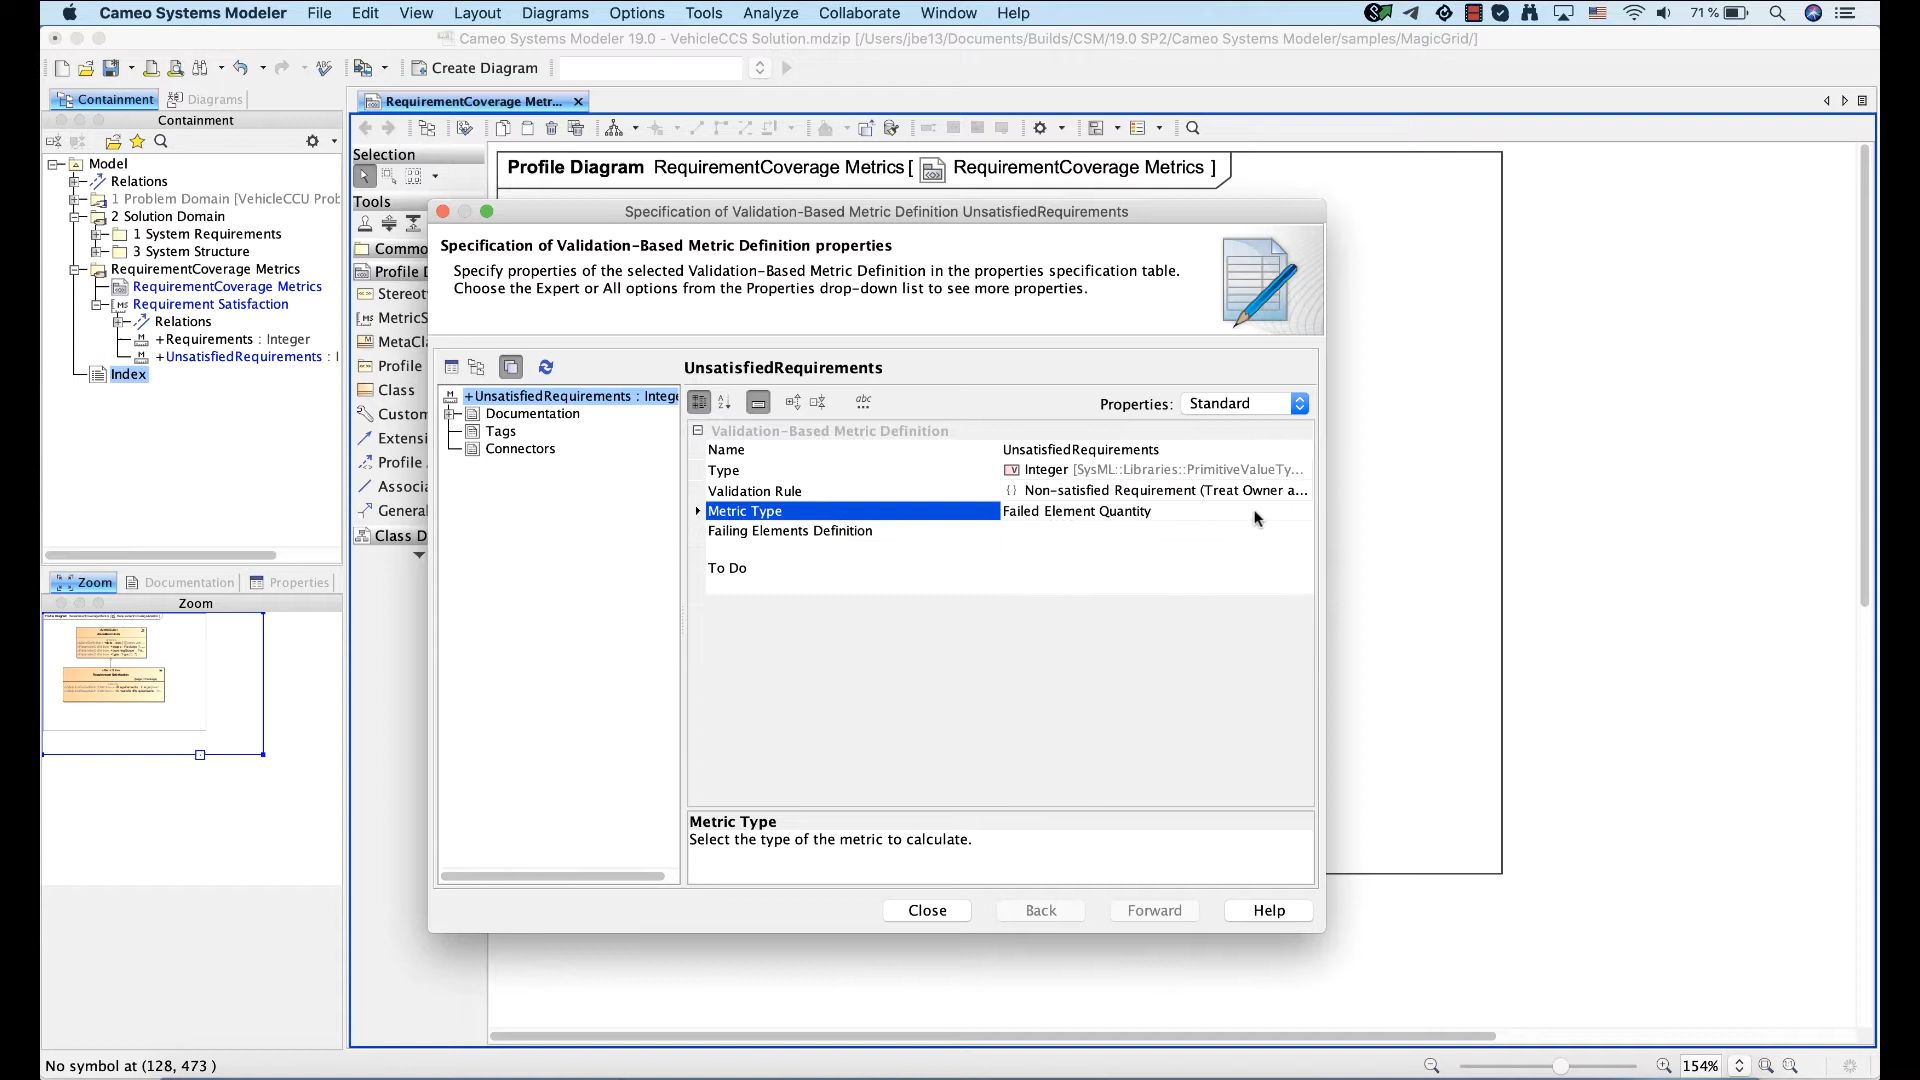 Cameo Systems Modeler File Edit View Layout Diagrams Options Tools Analyze Collaborate Window Help 71 %
Cameo Systems Modeler 19.0 - VehicleCCS Solution.mdzip [/Users/jbe13/Documents/Builds/CSM/19.0 SP2/Cameo Systems Modeler/samples/MagicGrid/]
Create Diagram
Containment Diagrams
RequirementCoverage Metr...
Containment
Selection
Tools
Commo
Profile D
Stereot
MetricS
MetaCla
Profile
Class
Custom
Extensi
Profile
Associa
General
Class D
Model
Relations
1 Problem Domain [VehicleCCU Prob
2 Solution Domain
1 System Requirements
3 System Structure
RequirementCoverage Metrics
RequirementCoverage Metrics
Requirement Satisfaction
Relations
+Requirements : Integer
+UnsatisfiedRequirements : I
Index
Zoom Documentation Properties
Zoom
Profile Diagram RequirementCoverage Metrics [ RequirementCoverage Metrics ]
Specification of Validation-Based Metric Definition UnsatisfiedRequirements
Specification of Validation-Based Metric Definition properties
Specify properties of the selected Validation-Based Metric Definition in the properties specification table.
Choose the Expert or All options from the Properties drop-down list to see more properties.
+UnsatisfiedRequirements : Intege
Documentation
Tags
Connectors
UnsatisfiedRequirements
Properties: Standard
Validation-Based Metric Definition
Name UnsatisfiedRequirements
Type Integer [SysML::Libraries::PrimitiveValueTy...
Validation Rule {} Non-satisfied Requirement (Treat Owner a...
Metric Type Failed Element Quantity
Failing Elements Definition
To Do
Metric Type
Select the type of the metric to calculate.
Close Back Forward Help
No symbol at (128, 473 )
154%